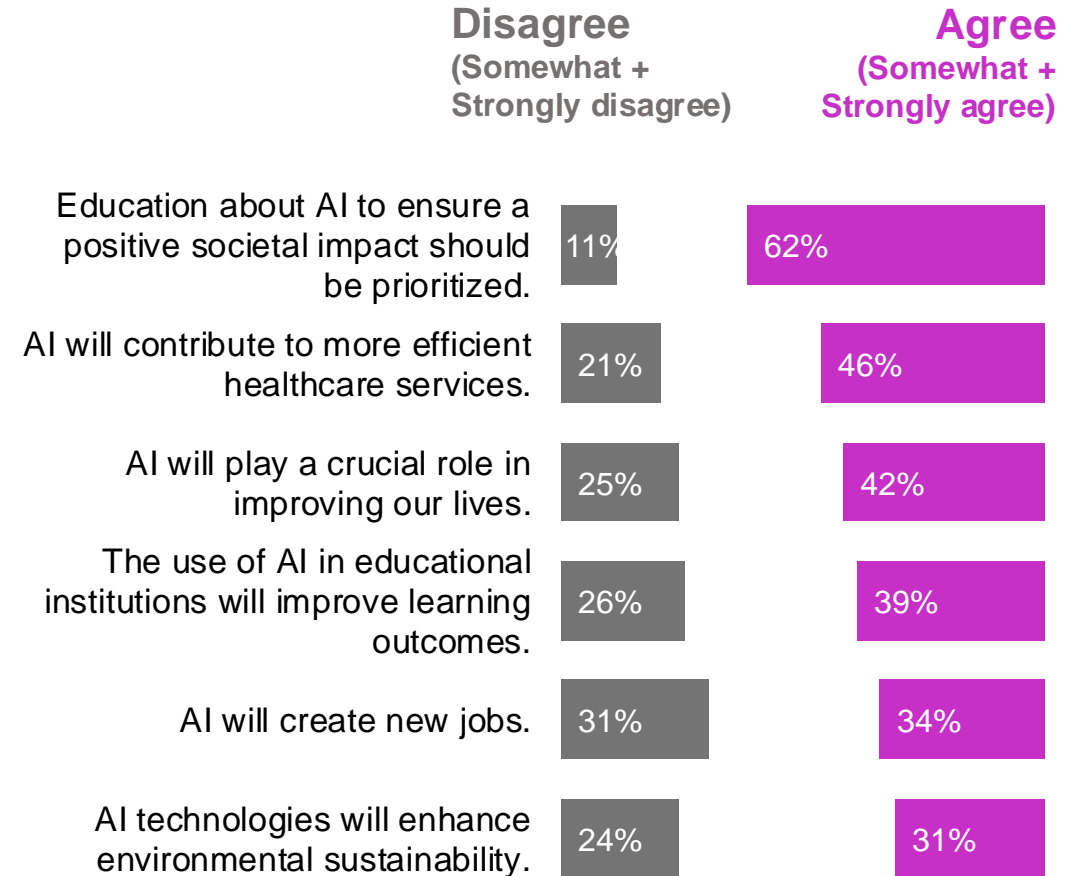 Disagree
(Somewhat +
Strongly disagree)
Agree
(Somewhat +
Strongly agree)
Education about AI to ensure a
positive societal impact should
be prioritized.
11%
62%
AI will contribute to more efficient
healthcare services.
21%
46%
AI will play a crucial role in
improving our lives.
25%
42%
The use of AI in educational
institutions will improve learning
outcomes.
26%
39%
AI will create new jobs.
31%
34%
AI technologies will enhance
environmental sustainability.
24%
31%